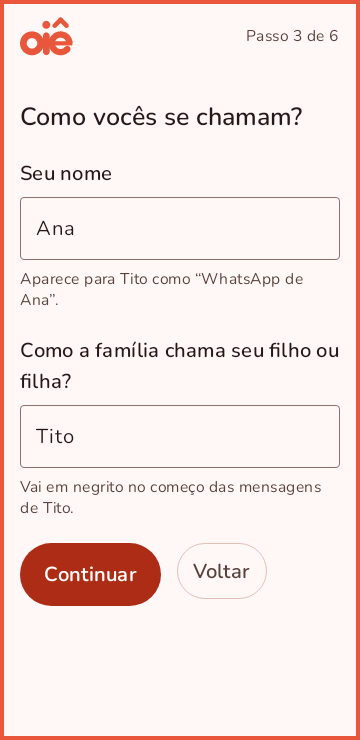 oiê
Passo 3 de 6
Como vocês se chamam?
Seu nome
Ana
Aparece para Tito como “WhatsApp de
Ana”.
Como a família chama seu filho ou
filha?
Tito
Vai em negrito no começo das mensagens
de Tito.
Continuar
Voltar